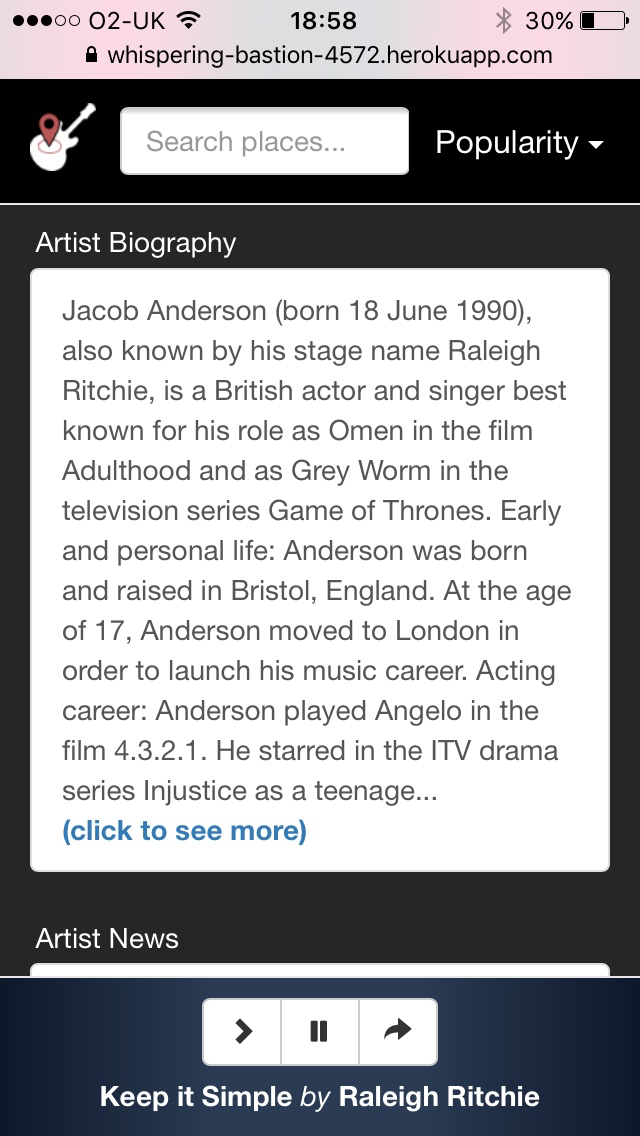 O2-UK 18:58 30%
whispering-bastion-4572.herokuapp.com
Search places... Popularity
Artist Biography
Jacob Anderson (born 18 June 1990),
also known by his stage name Raleigh
Ritchie, is a British actor and singer best
known for his role as Omen in the film
Adulthood and as Grey Worm in the
television series Game of Thrones. Early
and personal life: Anderson was born
and raised in Bristol, England. At the age
of 17, Anderson moved to London in
order to launch his music career. Acting
career: Anderson played Angelo in the
film 4.3.2.1. He starred in the ITV drama
series Injustice as a teenage...
(click to see more)
Artist News
Keep it Simple by Raleigh Ritchie